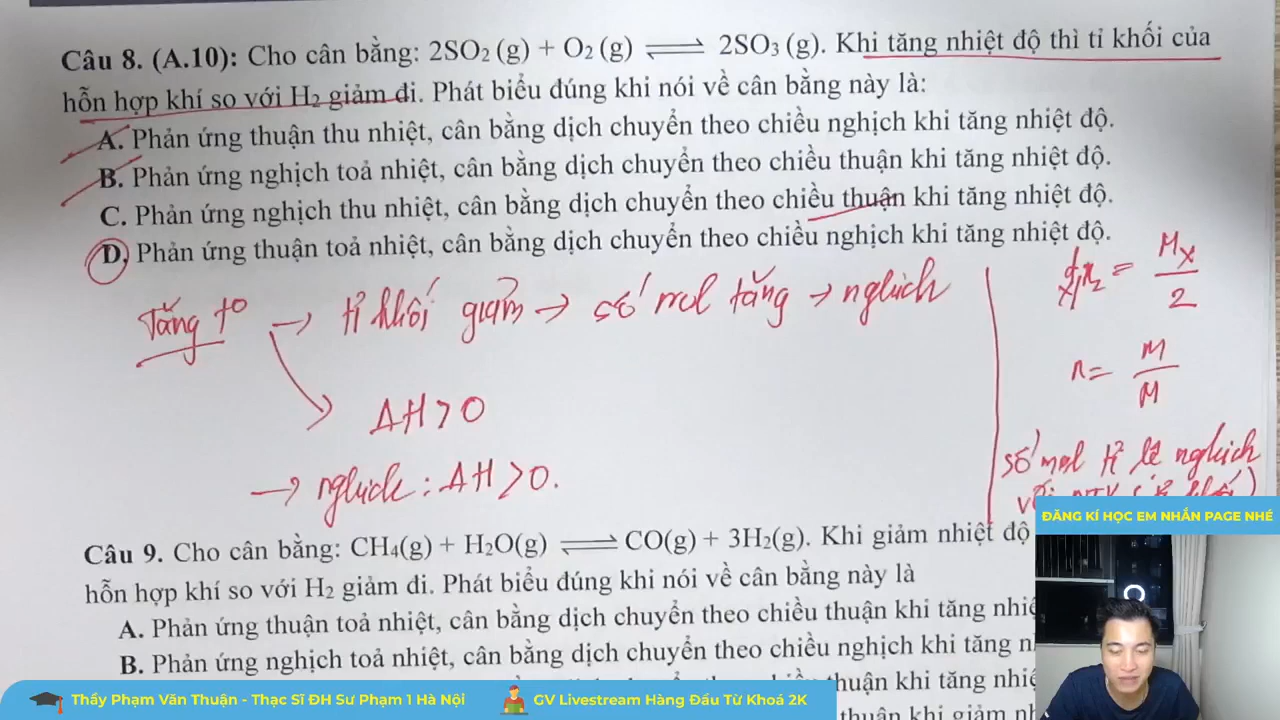 Câu 8. (A.10): Cho cân bằng: 2SO₂ (g) + O₂ (g) ⇌ 2SO₃ (g). Khi tăng nhiệt độ thì tỉ khối của
hỗn hợp khí so với H₂ giảm đi. Phát biểu đúng khi nói về cân bằng này là:
A. Phản ứng thuận thu nhiệt, cân bằng dịch chuyển theo chiều nghịch khi tăng nhiệt độ.
B. Phản ứng nghịch toả nhiệt, cân bằng dịch chuyển theo chiều thuận khi tăng nhiệt độ.
C. Phản ứng nghịch thu nhiệt, cân bằng dịch chuyển theo chiều thuận khi tăng nhiệt độ.
D. Phản ứng thuận toả nhiệt, cân bằng dịch chuyển theo chiều nghịch khi tăng nhiệt độ.
Tăng t° → tỉ khối giảm → số mol tăng → nghịch
ΔH > 0
→ nghịch : ΔH > 0.
= Mx / 2
n = m / M
số mol tỉ lệ nghịch
ĐĂNG KÍ HỌC EM NHẮN PAGE NHÉ
Câu 9. Cho cân bằng: CH₄(g) + H₂O(g) ⇌ CO(g) + 3H₂(g). Khi giảm nhiệt độ
hỗn hợp khí so với H₂ giảm đi. Phát biểu đúng khi nói về cân bằng này là
A. Phản ứng thuận toả nhiệt, cân bằng dịch chuyển theo chiều thuận khi tăng
B. Phản ứng nghịch toả nhiệt, cân bằng dịch chuyển theo chiều nghịch khi tăng
thuận khi tăng
thuận khi giảm
Thầy Phạm Văn Thuận - Thạc Sĩ ĐH Sư Phạm 1 Hà Nội
GV Livestream Hàng Đầu Từ Khoá 2K